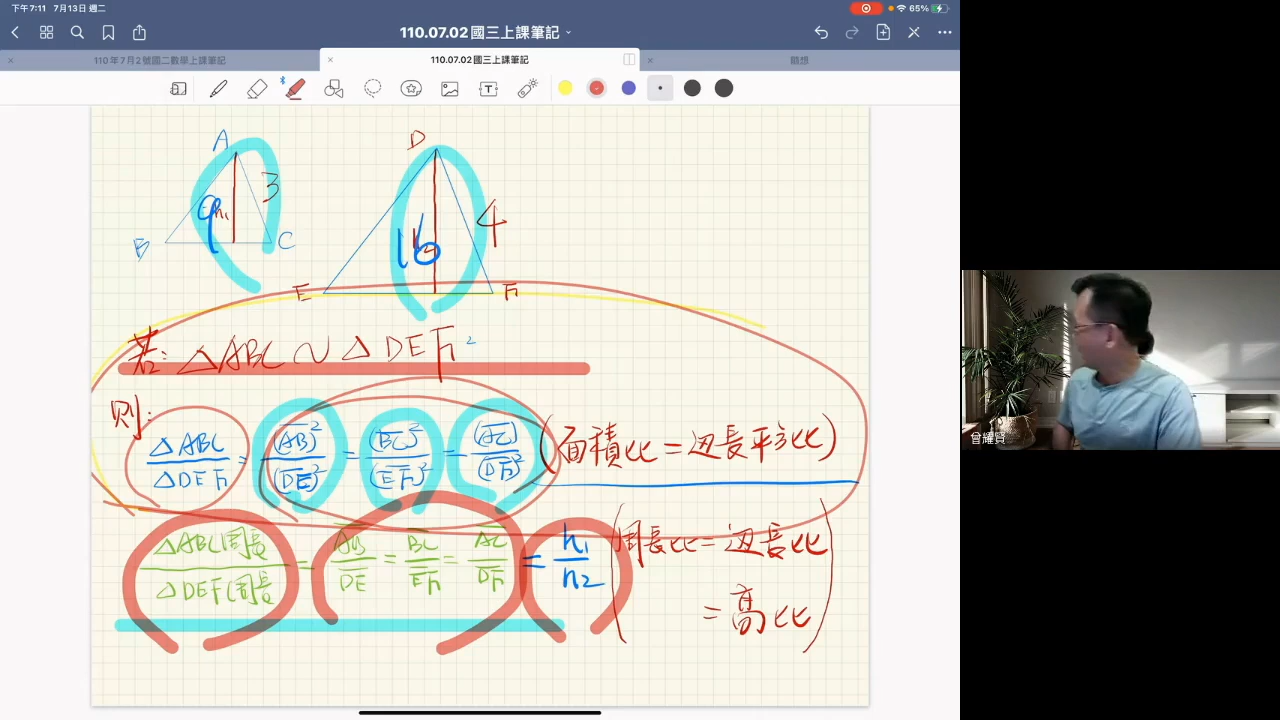 下午7:11 7月13日 週二
65%
110.07.02國三上課筆記
110年7月2號國二數學上課筆記
110.07.02國三上課筆記
隨想
A
D
3
9
h₁
4
16
B
C
E
F
若: △ABC ~ △DEF
2
則:
△ABC/△DEF = (AB)²/(DE)² = (BC)²/(EF)² = (AC)/(DF)² (面積比=邊長平方比)
△ABC周長/△DEF周長 = AB/DE = BC/EF = AC/DF = h₁/h2 (周長比=邊長比
=高比)
曾耀賢